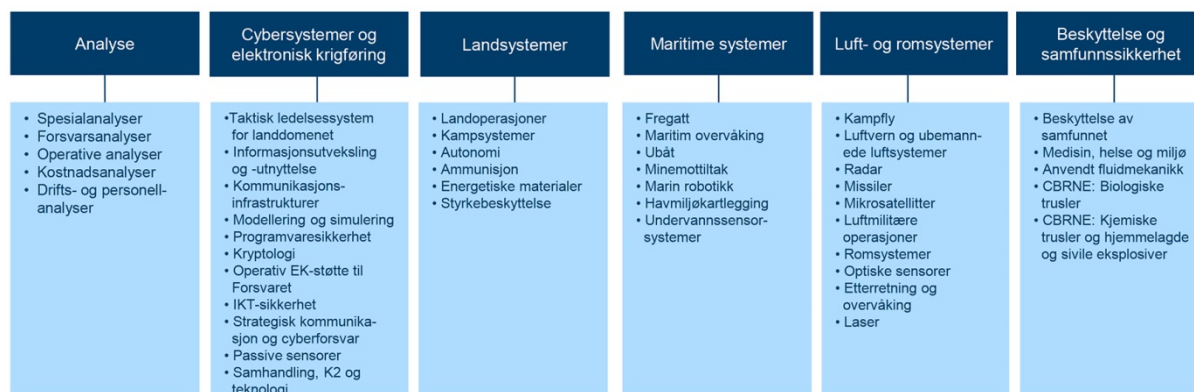 Analyse
• Spesialanalyser
• Forsvarsanalyser
• Operative analyser
• Kostnadsanalyser
• Drifts- og personell-
analyser
Cybersystemer og
elektronisk krigføring
•Taktisk ledelsessystem
for landdomenet
• Informasjonsutveksling
og -utnyttelse
• Kommunikasjons-
infrastrukturer
• Modellering og simulering
• Programvaresikkerhet
• Kryptologi
• Operativ EK-støtte til
Forsvaret
• IKT-sikkerhet
• Strategisk kommunika-
sjon og cyberforsvar
• Passive sensorer
• Samhandling, K2 og
teknologi
Landsystemer
• Landoperasjoner
• Kampsystemer
• Autonomi
• Ammunisjon
• Energetiske materialer
• Styrkebeskyttelse
Maritime systemer
• Fregatt
• Maritim overvåking
• Ubåt
• Minemottiltak
• Marin robotikk
• Havmiljøkartlegging
• Undervannssensor-
systemer
Luft- og romsystemer
• Kampfly
• Luftvern og ubemann-
ede luftsystemer
• Radar
• Missiler
• Mikrosatellitter
• Luftmilitære
operasjoner
• Romsystemer
• Optiske sensorer
• Etterretning og
overvåking
• Laser
Beskyttelse og
samfunnssikkerhet
• Beskyttelse av
samfunnet
• Medisin, helse og miljø
• Anvendt fluidmekanikk
• CBRNE: Biologiske
trusler
• CBRNE: Kjemiske
trusler og hjemmelagde
og sivile eksplosiver